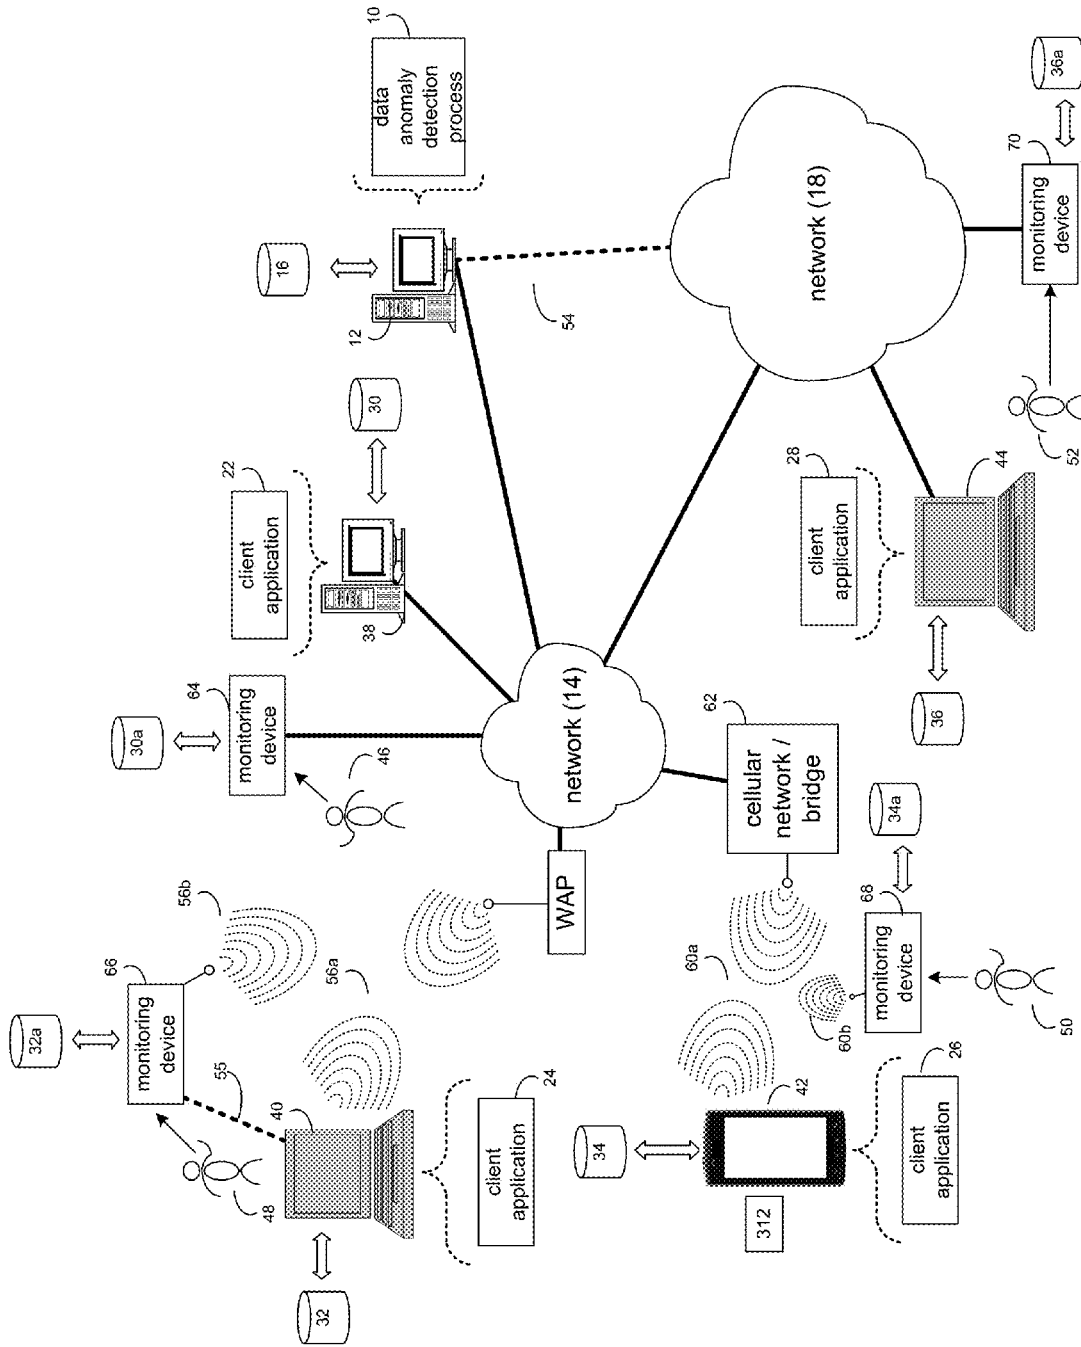 32a
66
monitoring
device
56b
30a
64
monitoring
device
55
48
40
32
56a
46
22
client
application
38
30
16
12
10
data
anomaly
detection
process
24
client
application
WAP
network (14)
54
34
42
312
60a
60b
62
cellular
network /
bridge
68
monitoring
device
34a
26
client
application
50
28
client
application
36
44
network (18)
70
monitoring
device
36a
52